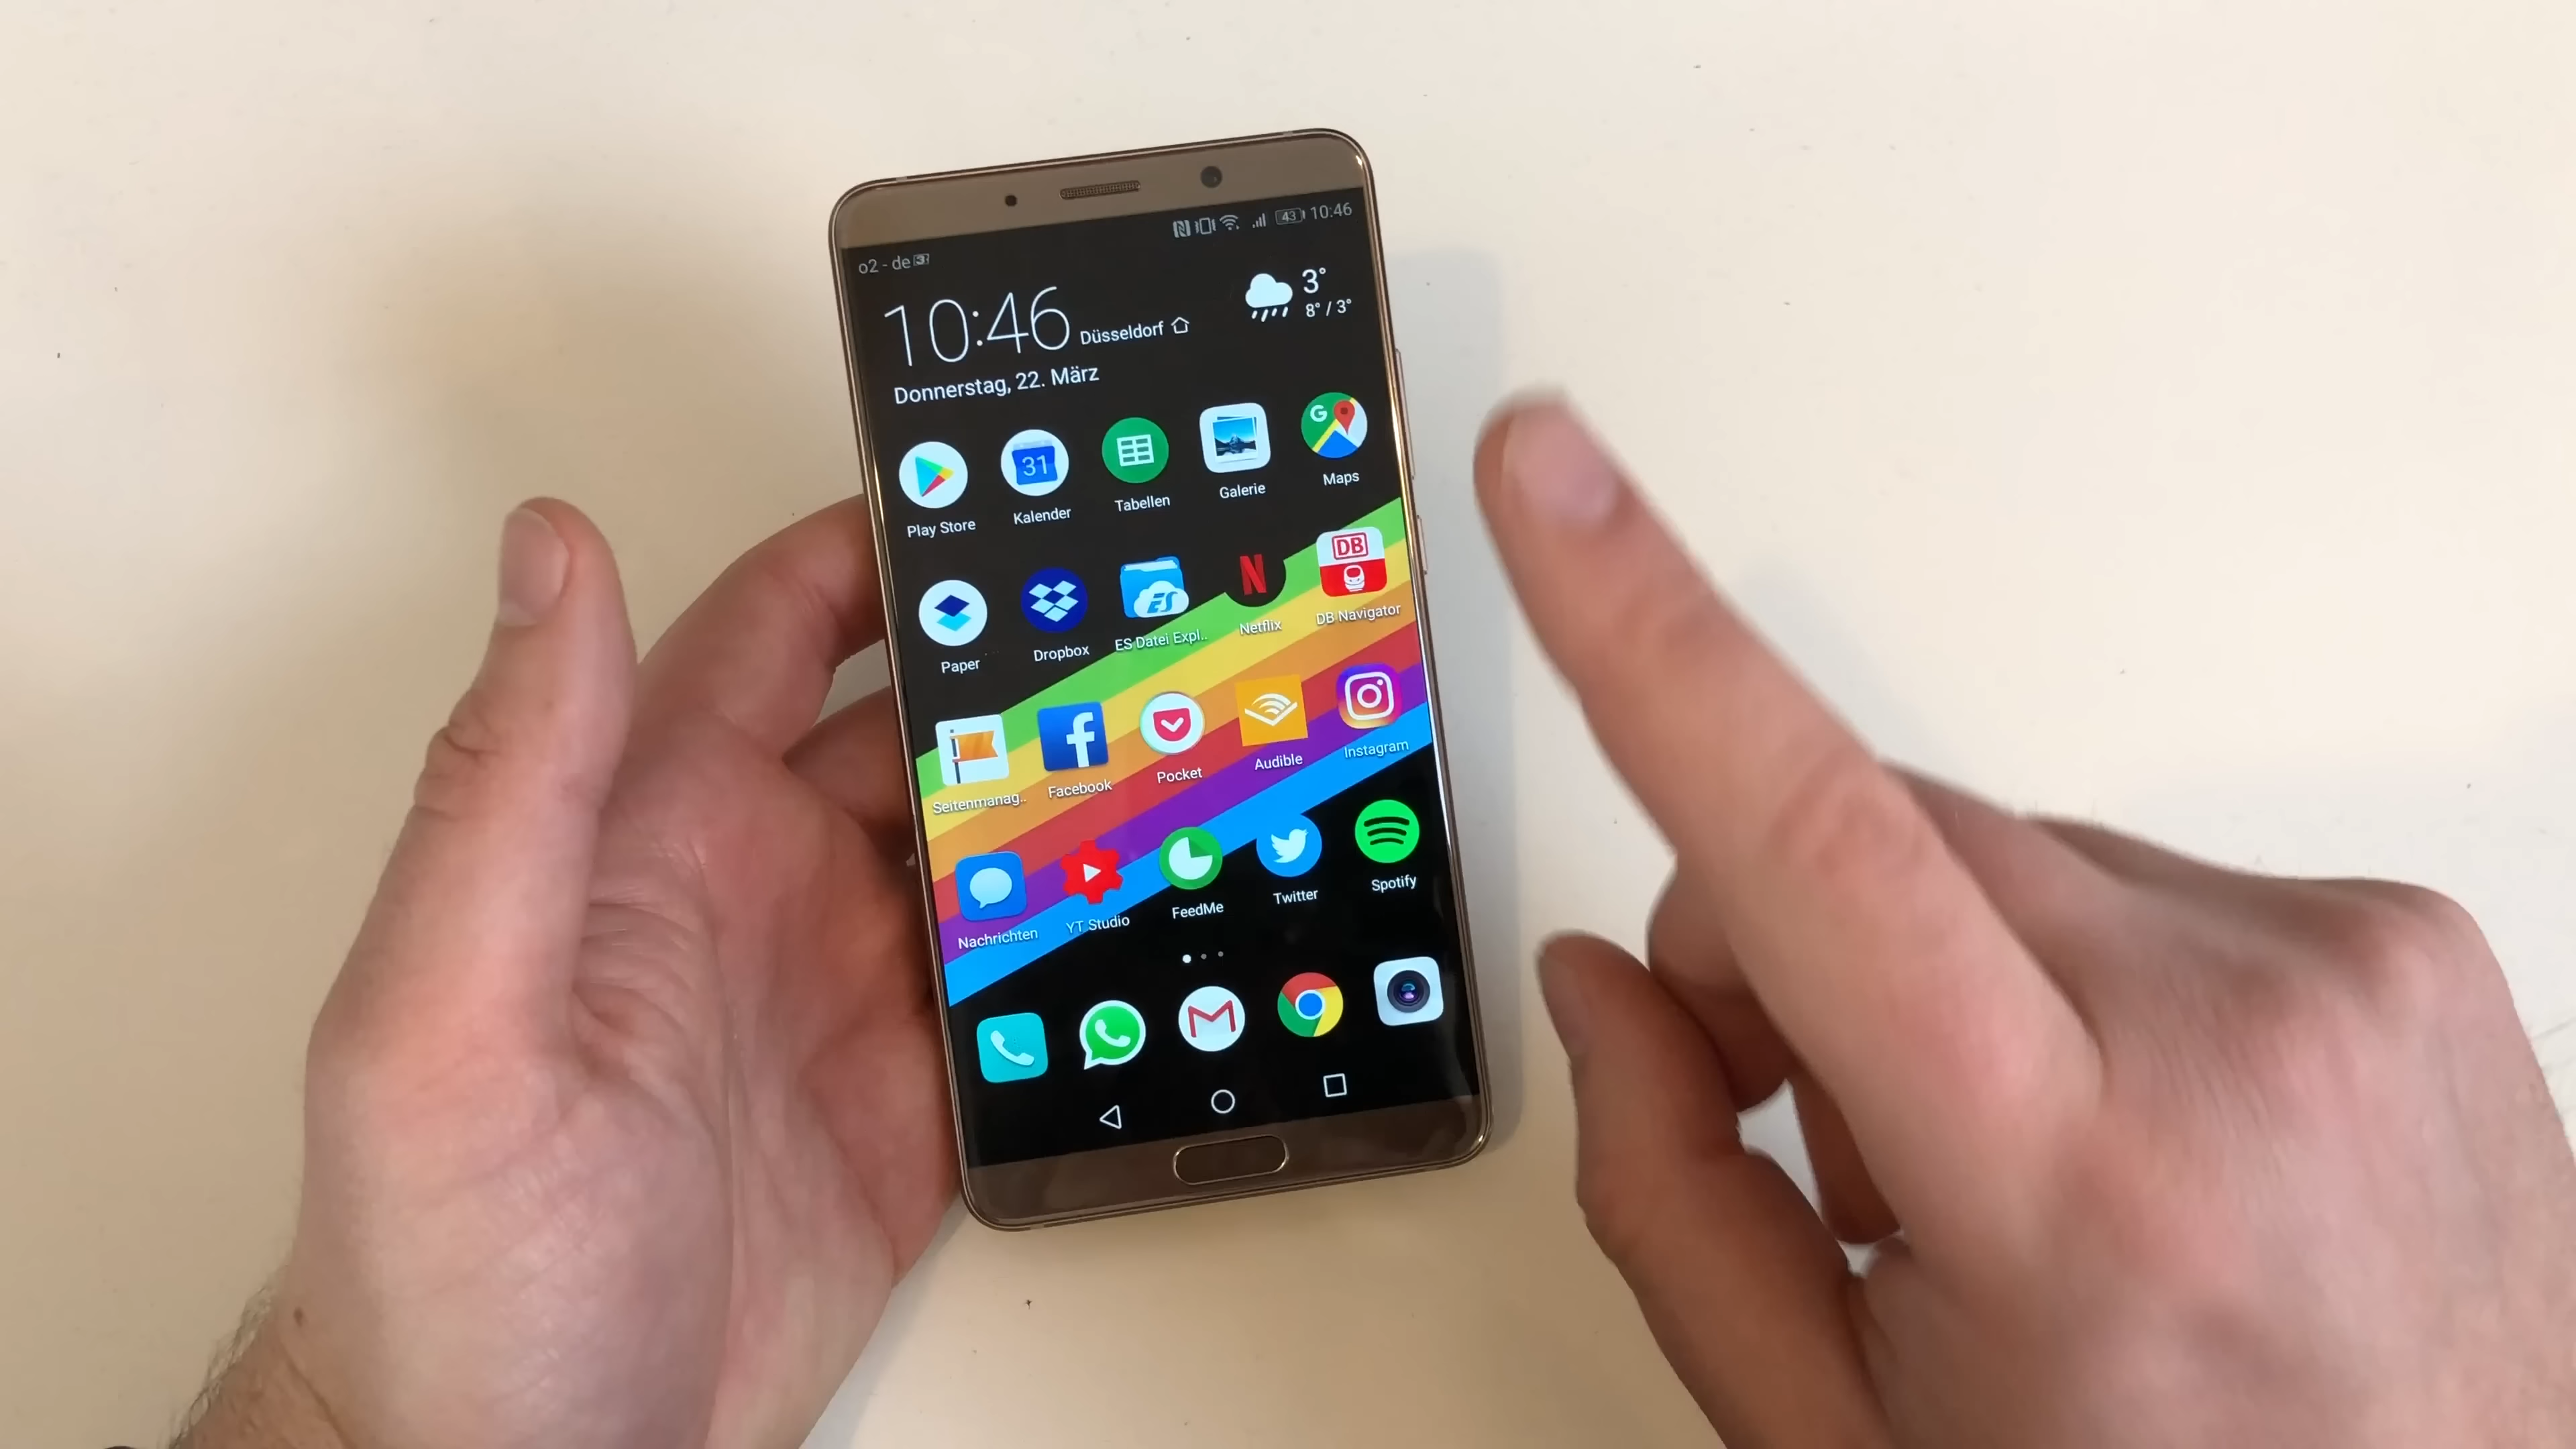 43 10:46
o2 - de
10:46 Düsseldorf
3°
8° / 3°
Donnerstag, 22. März
31
G
Play Store Kalender Tabellen Galerie Maps
ES
N
DB
Paper Dropbox ES Datei Expl.. Netflix DB Navigator
f
Seitenmanag.. Facebook Pocket Audible Instagram
Nachrichten YT Studio FeedMe Twitter Spotify
M